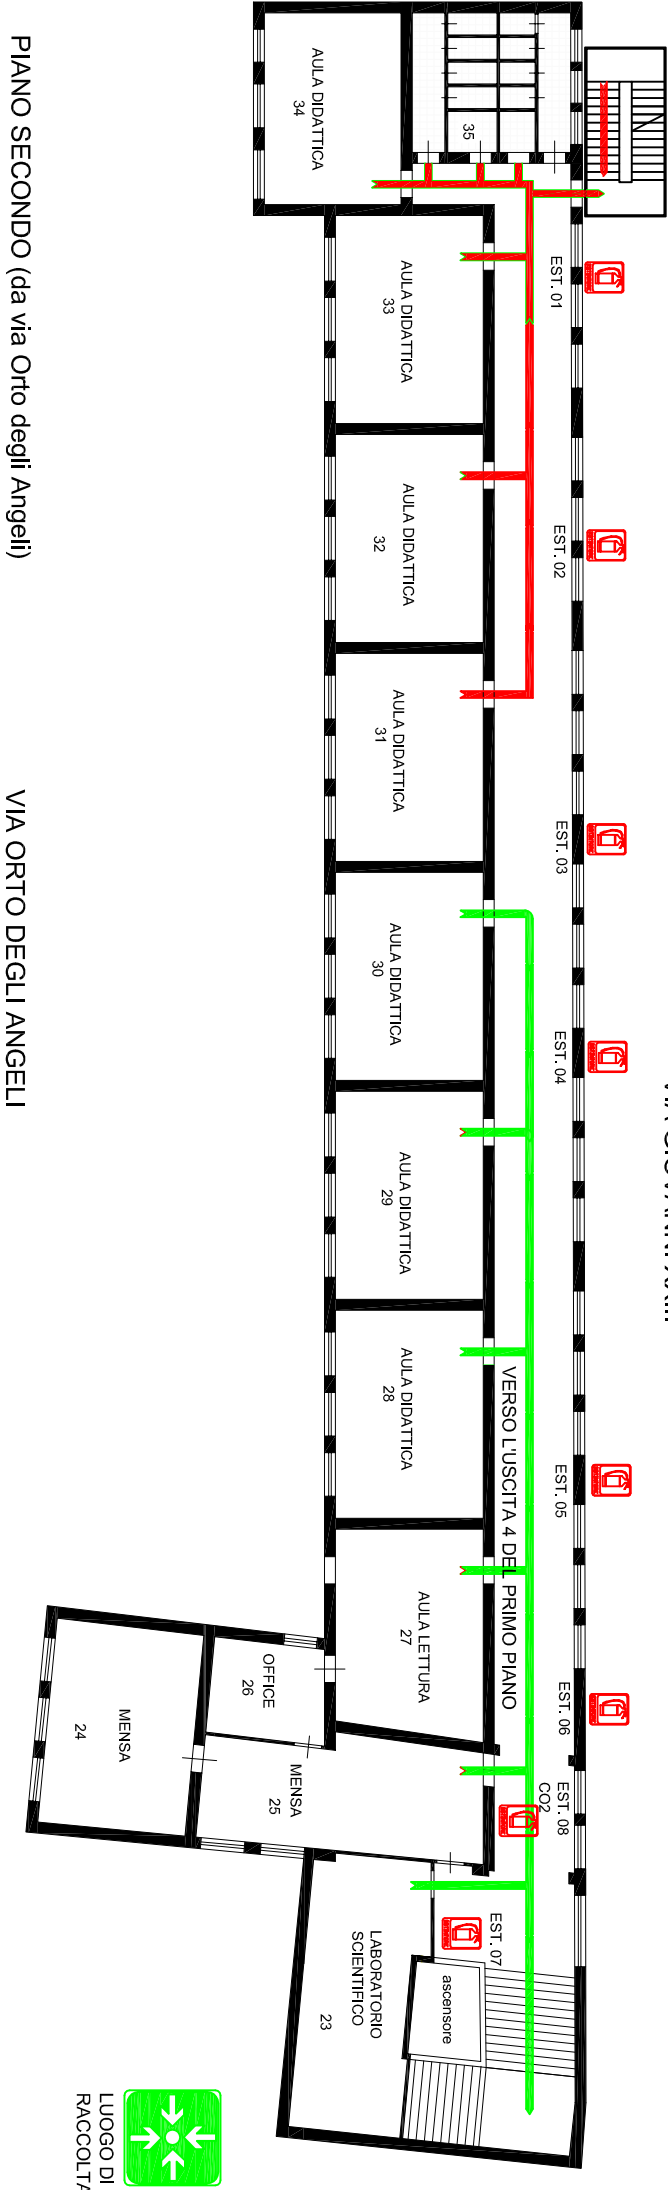 PIANO SECONDO (da via Orto degli Angeli)
VIA ORTO DEGLI ANGELI
AULA DIDATTICA
34
35
AULA DIDATTICA
33
AULA DIDATTICA
32
AULA DIDATTICA
31
AULA DIDATTICA
30
AULA DIDATTICA
29
AULA DIDATTICA
28
AULA LETTURA
27
OFFICE
26
MENSA
25
MENSA
24
LABORATORIO
SCIENTIFICO
23
ascensore
VERSO L'USCITA 4 DEL PRIMO PIANO
EST. 01
EST. 02
EST. 03
EST. 04
EST. 05
EST. 06
EST. 08
CO2
EST. 07
LUOGO DI
RACCOLTA